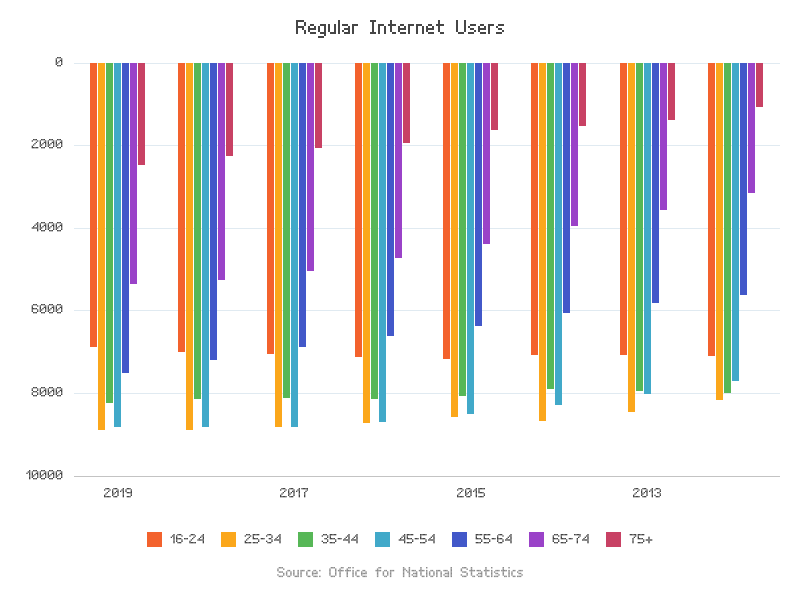 Regular Internet Users
0
2000
4000
6000
8000
10000
2019 2017 2015 2013
16-24 25-34 35-44 45-54 55-64 65-74 75+
Source: Office for National Statistics